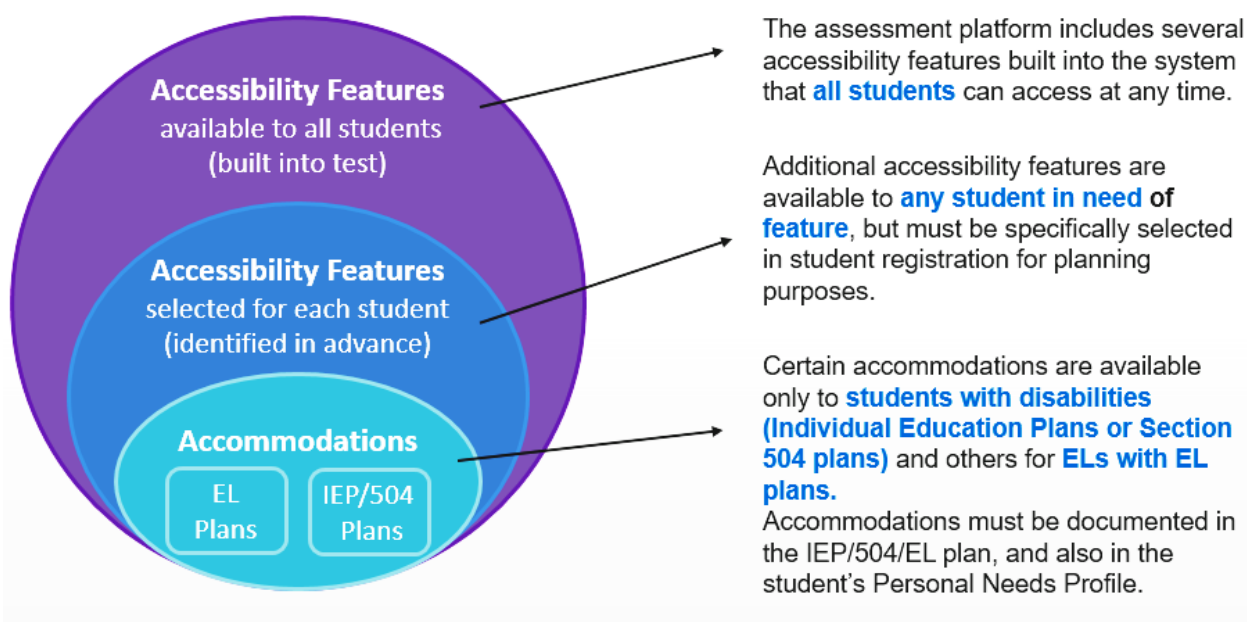 Accessibility Features
available to all students
(built into test)
Accessibility Features
selected for each student
(identified in advance)
Accommodations
EL
Plans
IEP/504
Plans
The assessment platform includes several
accessibility features built into the system
that all students can access at any time.
Additional accessibility features are
available to any student in need of
feature, but must be specifically selected
in student registration for planning
purposes.
Certain accommodations are available
only to students with disabilities
(Individual Education Plans or Section
504 plans) and others for ELs with EL
plans.
Accommodations must be documented in
the IEP/504/EL plan, and also in the
student’s Personal Needs Profile.